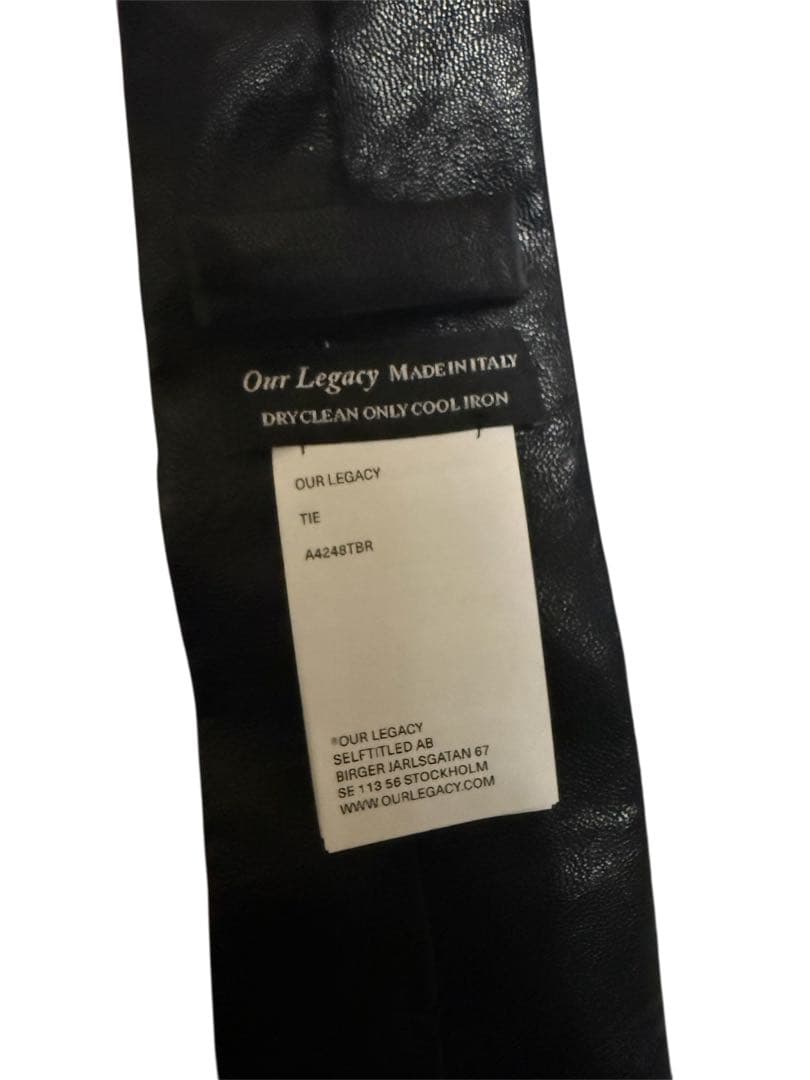 Our Legacy MADE IN ITALY
DRY CLEAN ONLY COOL IRON
OUR LEGACY
TIE
A4248TBR
®OUR LEGACY
SELFTITLED AB
BIRGER JARLSGATAN 67
SE 113 56 STOCKHOLM
WWW.OURLEGACY.COM